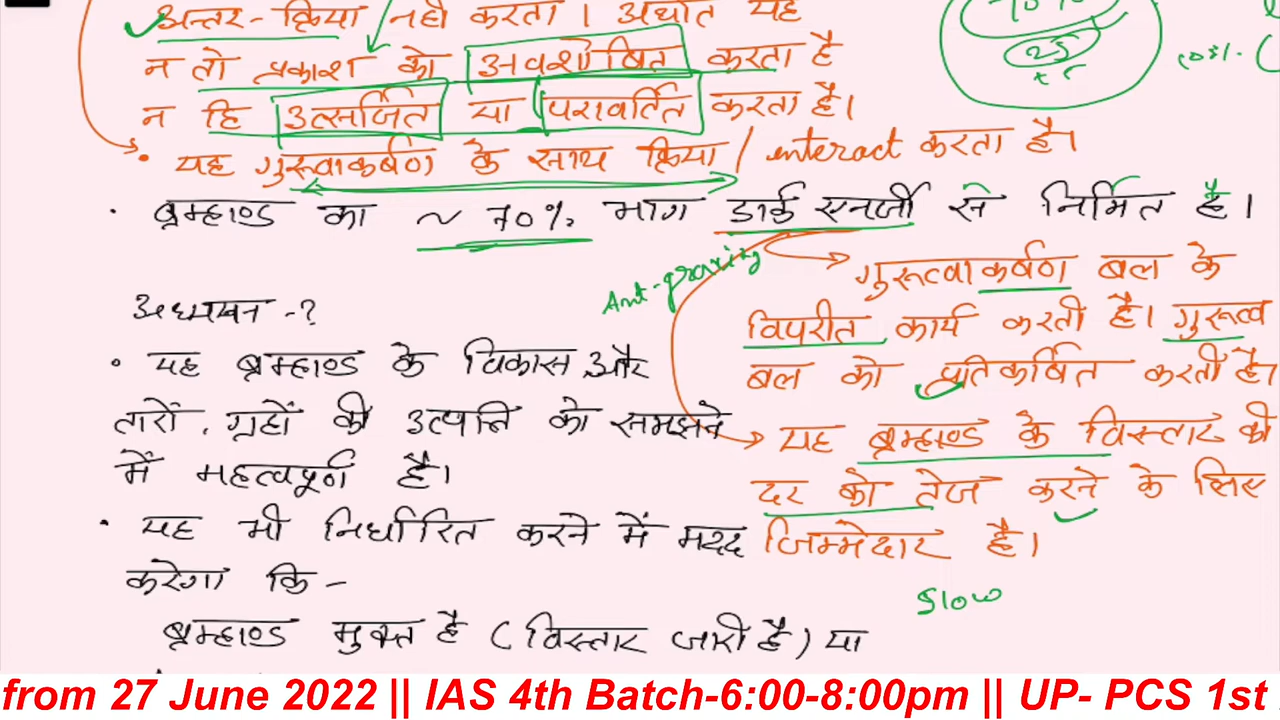 अन्तर-क्रिया नहीं करता। अर्थात यह
न तो प्रकाश को अवशोषित करता है
न हि उत्सर्जित या परावर्तित करता है।
• यह गुरूत्वाकर्षण के साथ क्रिया / interact करता है।
• ब्रम्हाण्ड का ~ 70% भाग डार्क एनर्जी से निर्मित है।
Ant-gravity
गुरूत्वाकर्षण बल के
विपरीत कार्य करती है। गुरूत्व
बल को प्रतिकर्षित करती है।
यह ब्रम्हाण्ड के विस्तार की
दर को तेज करने के लिए
जिम्मेदार है।
slow
अध्ययन -?
• यह ब्रम्हाण्ड के विकास और
तारों, ग्रहों की उत्पत्ति को समझने
में महत्वपूर्ण है।
• यह भी निर्धारित करने में मदद
करेगा कि -
ब्रम्हाण्ड मुक्त है (विस्तार जारी है) या
from 27 June 2022 || IAS 4th Batch-6:00-8:00pm || UP- PCS 1st